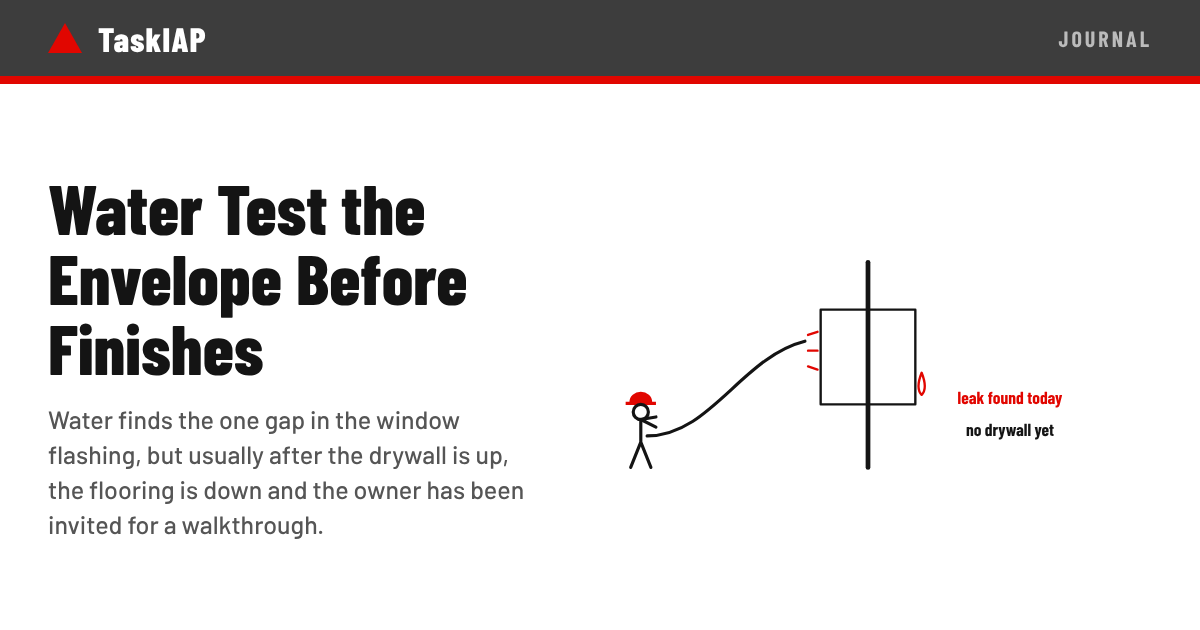 TaskIAP
JOURNAL
Water Test the
Envelope Before
Finishes
Water finds the one gap in the window
flashing, but usually after the drywall is up,
the flooring is down and the owner has been
invited for a walkthrough.
leak found today
no drywall yet